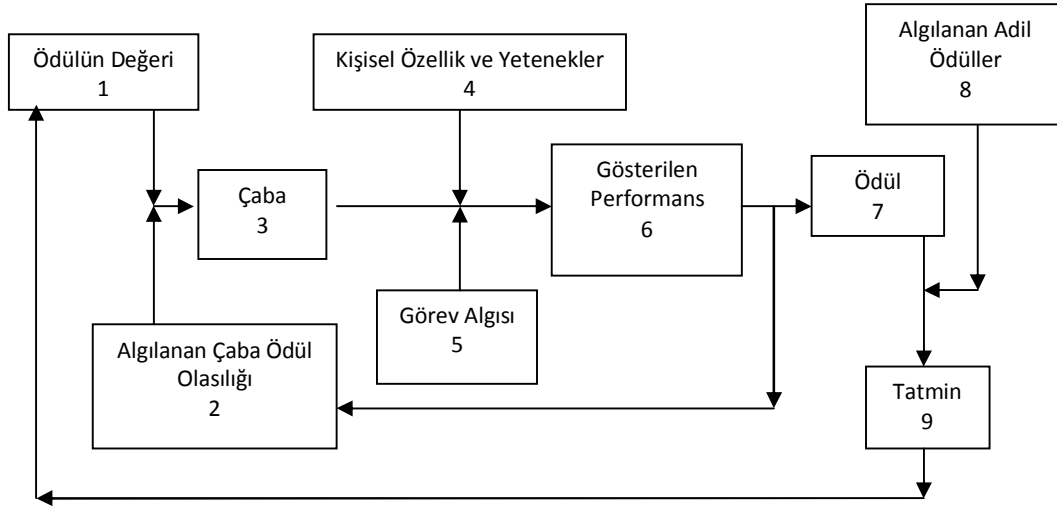 Ödülün Değeri
1
Kişisel Özellik ve Yetenekler
4
Algılanan Adil
Ödüller
8
Çaba
3
Gösterilen
Performans
6
Ödül
7
Görev Algısı
5
Algılanan Çaba Ödül
Olasılığı
2
Tatmin
9